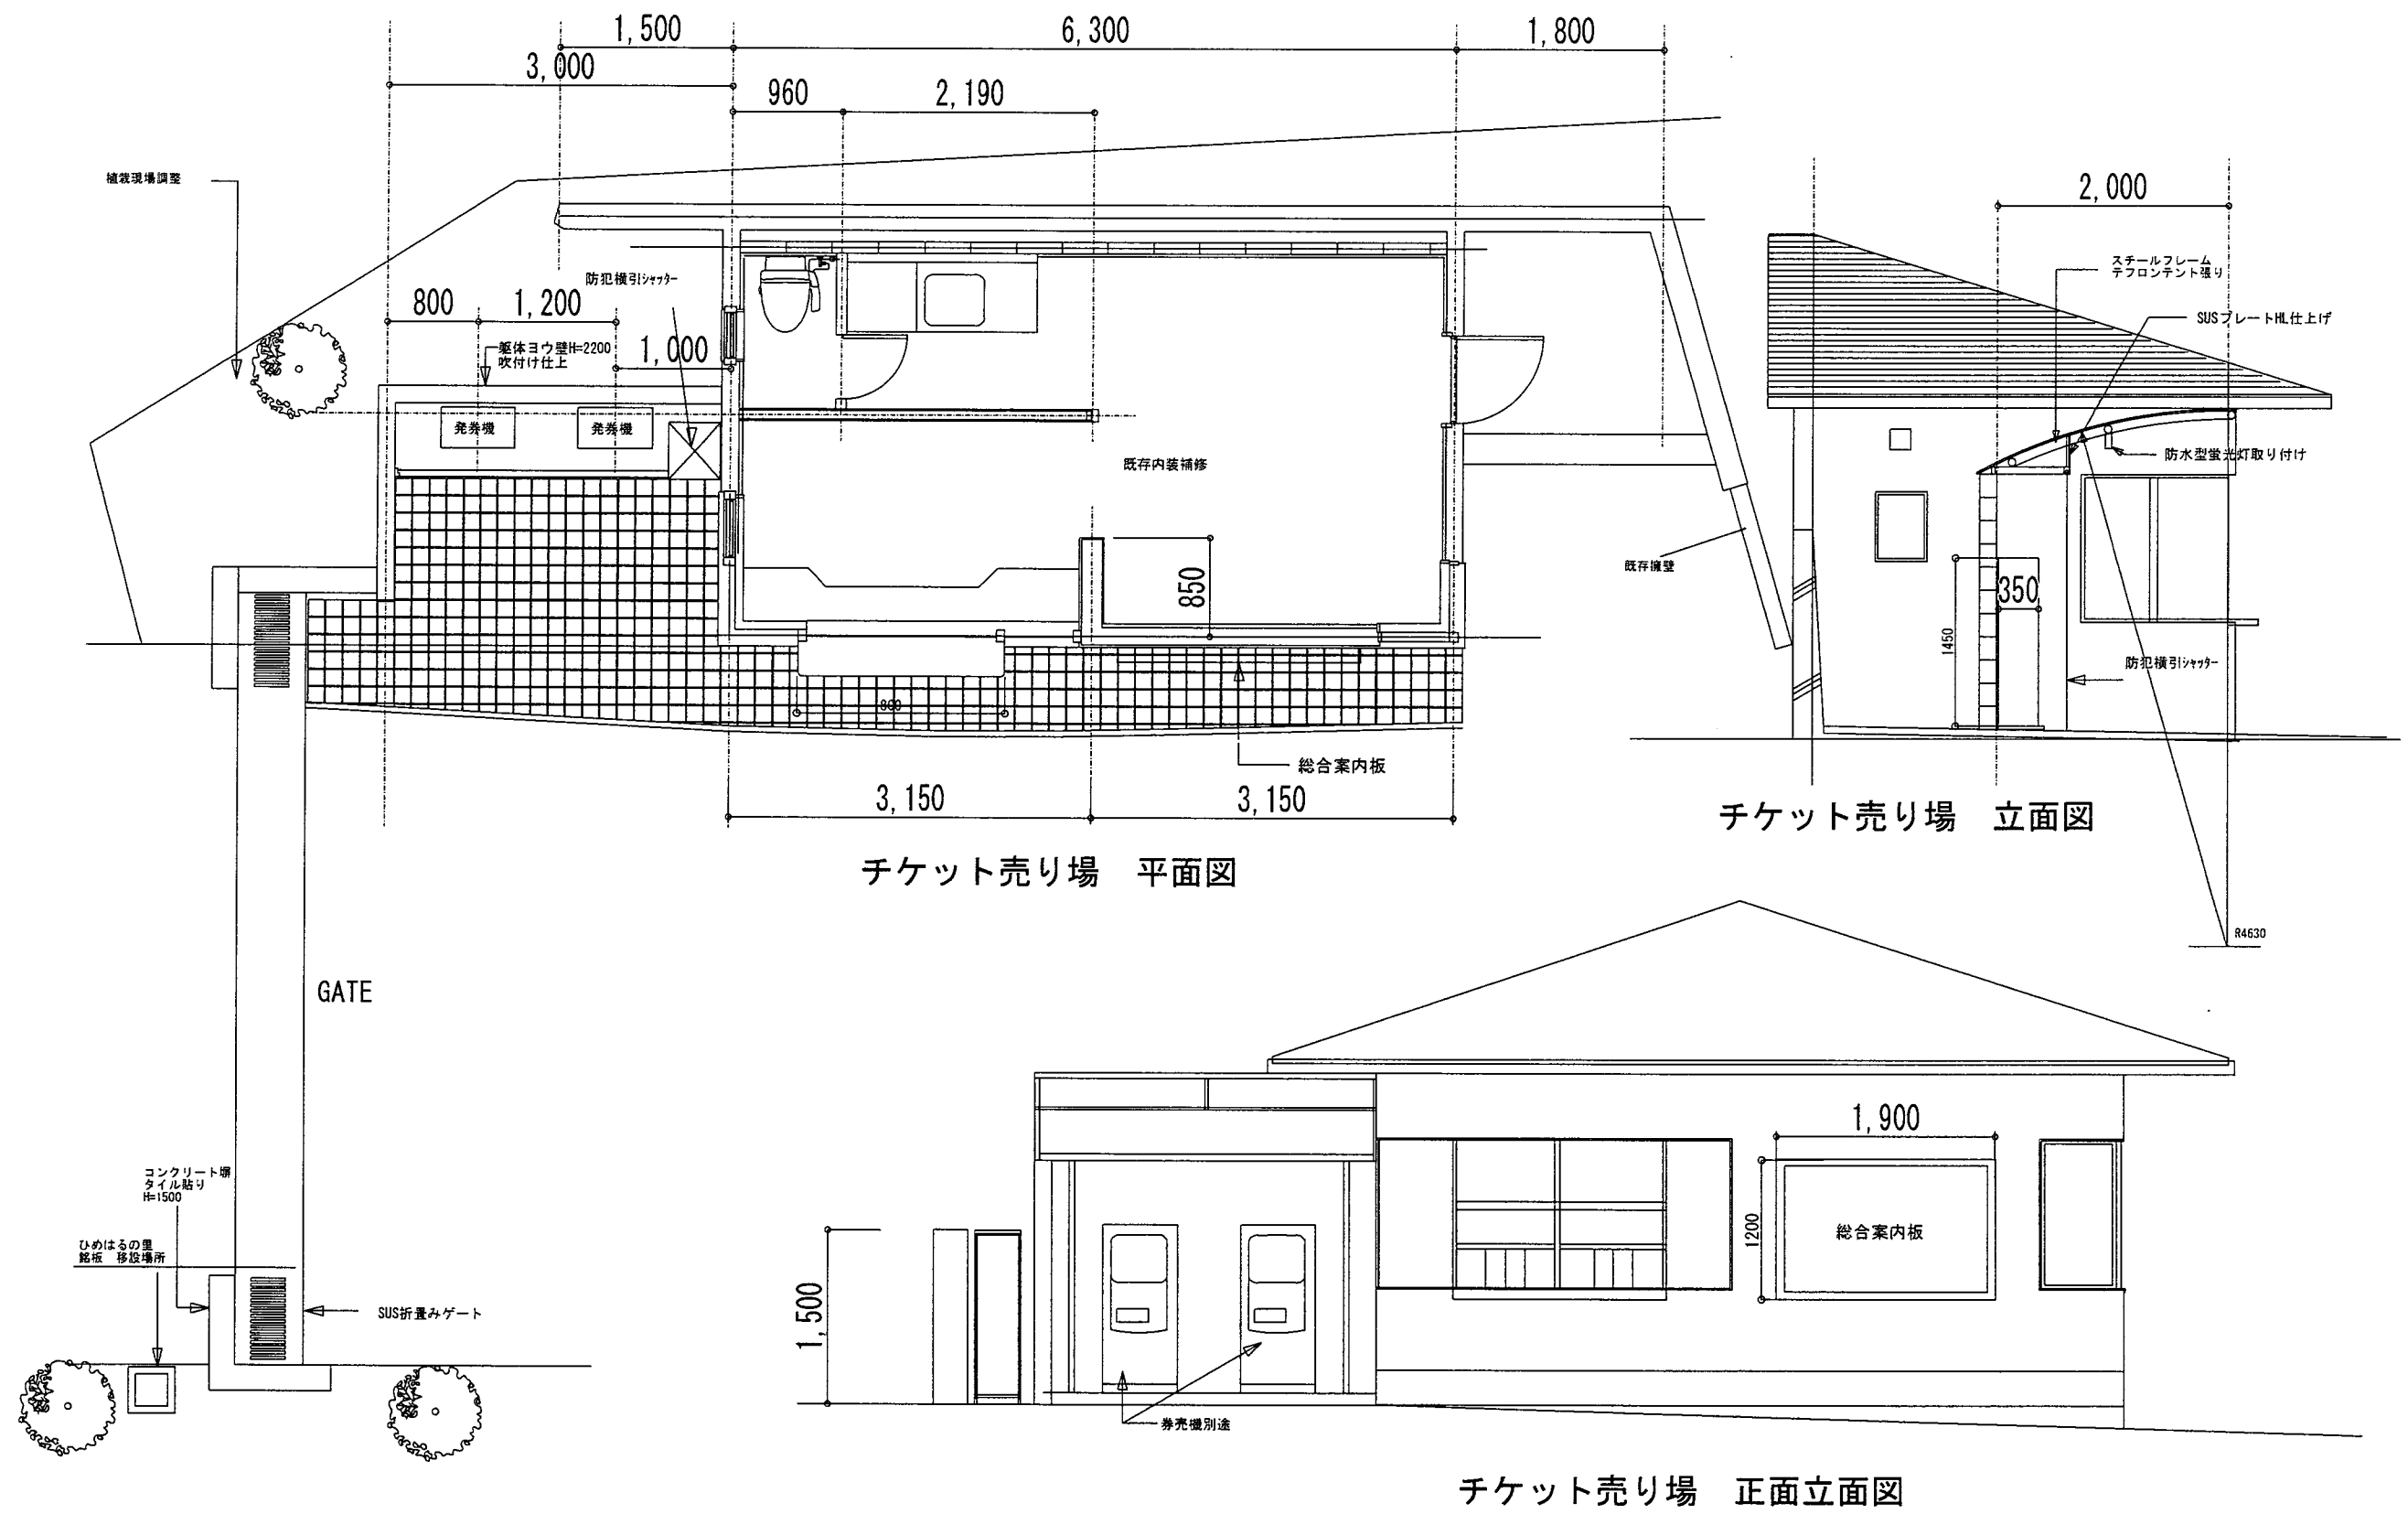 1,500
6,300
1,800
3,000
960
2,190
植栽現場調整
2,000
防犯横引シャッター
スチールフレーム
テフロンテント張り
SUSプレートHL仕上げ
800
1,200
躯体ヨウ壁H=2200
吹付け仕上
1,000
発券機
発券機
防水型蛍光灯取り付け
既存内装補修
既存擁壁
850
350
1450
防犯横引シャッター
800
総合案内板
3,150
3,150
チケット売り場　立面図
チケット売り場　平面図
R4630
GATE
1,900
コンクリート塀
タイル貼り
H=1500
ひめはるの里
銘板　移設場所
1200
総合案内板
SUS折畳みゲート
1,500
券売機別途
チケット売り場　正面立面図